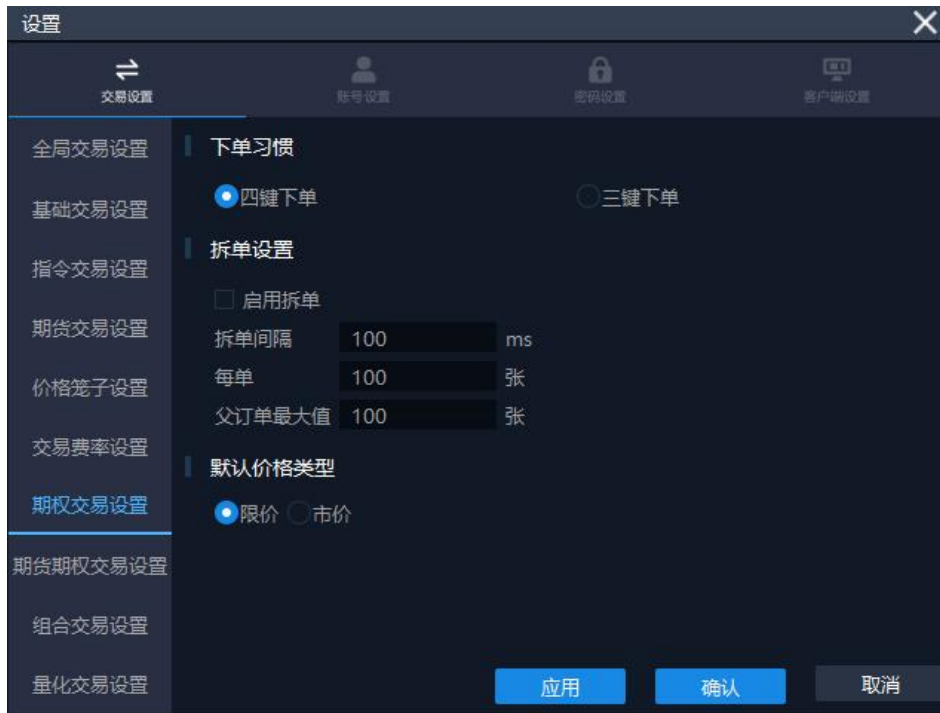 设置
交易设置 账号设置 密码设置 客户端设置
全局交易设置
基础交易设置
指令交易设置
期货交易设置
价格笼子设置
交易费率设置
期权交易设置
期货期权交易设置
组合交易设置
量化交易设置
下单习惯
四键下单 三键下单
拆单设置
启用拆单
拆单间隔 100 ms
每单 100 张
父订单最大值 100 张
默认价格类型
限价 市价
应用 确认 取消